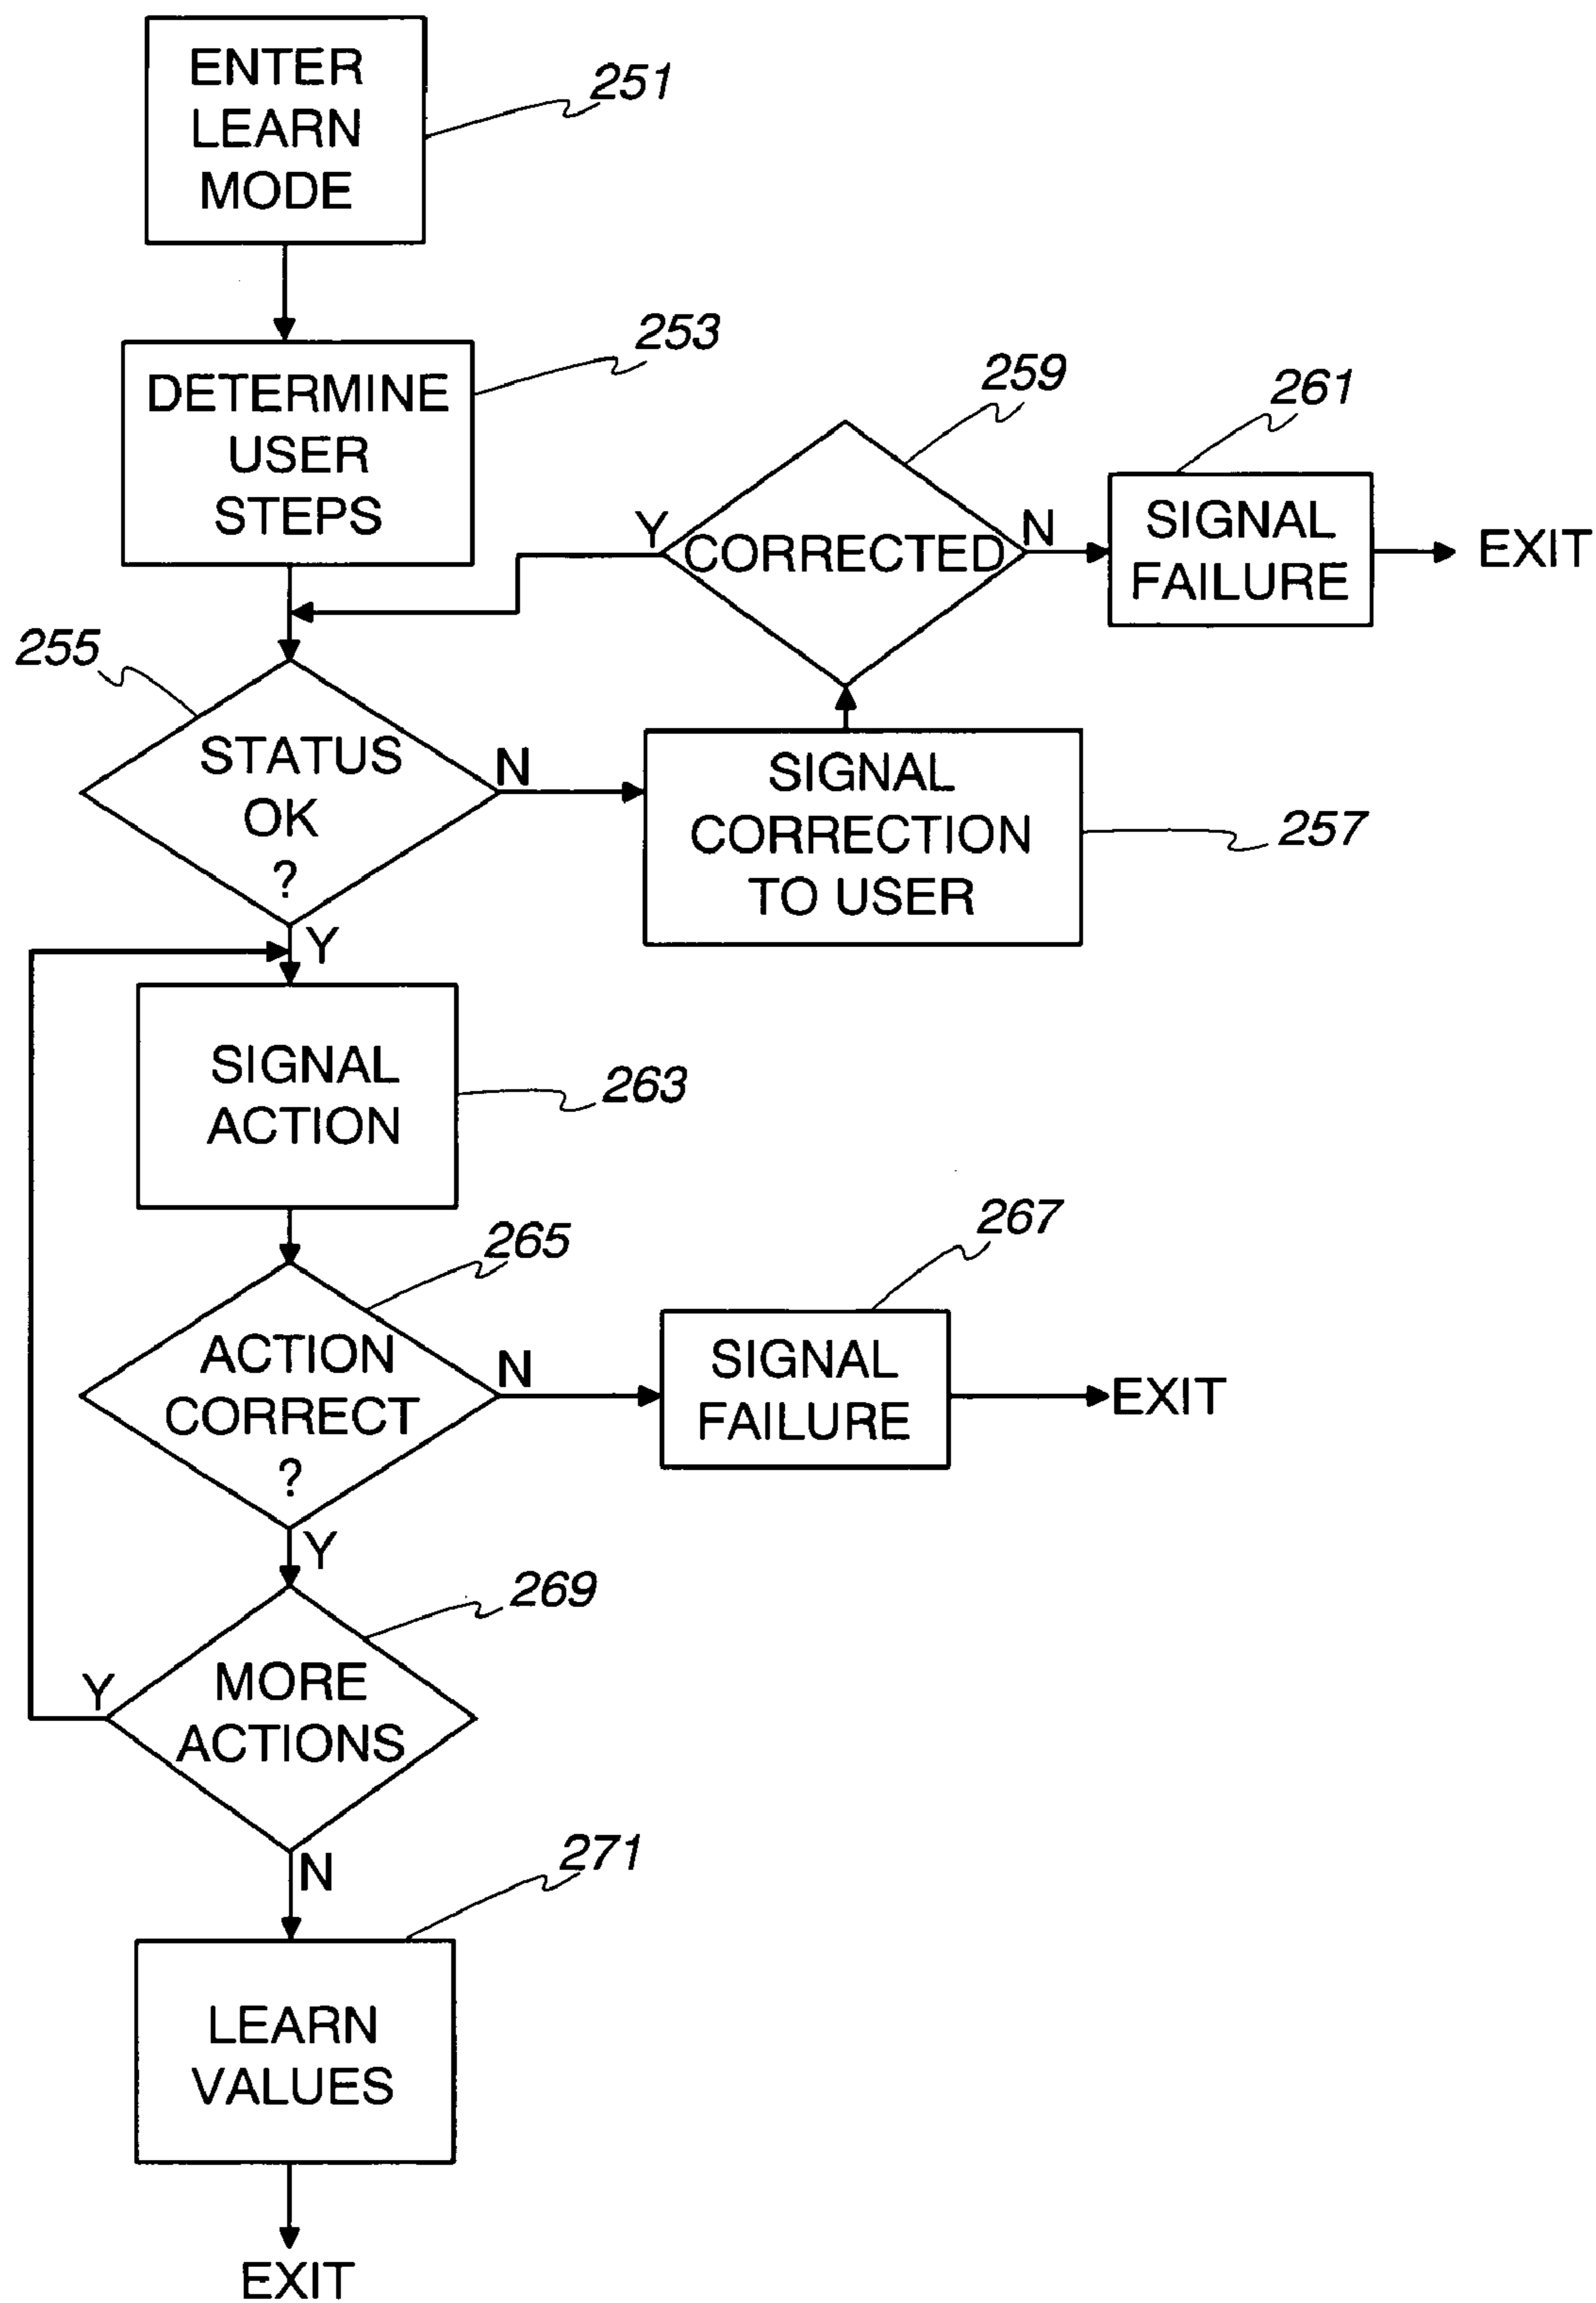 ENTER
LEARN
MODE
251
DETERMINE
USER
STEPS
253
259
261
CORRECTED
Y
N
SIGNAL
FAILURE
EXIT
255
STATUS
OK
?
N
Y
SIGNAL
CORRECTION
TO USER
257
SIGNAL
ACTION
263
265
ACTION
CORRECT
?
N
Y
267
SIGNAL
FAILURE
EXIT
269
MORE
ACTIONS
Y
N
271
LEARN
VALUES
EXIT